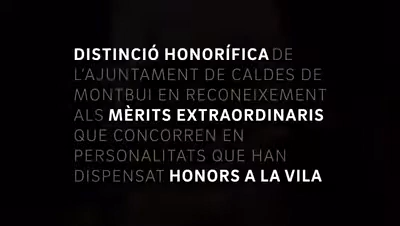 DISTINCIÓ HONORÍFICA DE
L'AJUNTAMENT DE CALDES DE
MONTBUI EN RECONEIXEMENT
ALS MÈRITS EXTRAORDINARIS
QUE CONCORREN EN
PERSONALITATS QUE HAN
DISPENSAT HONORS A LA VILA